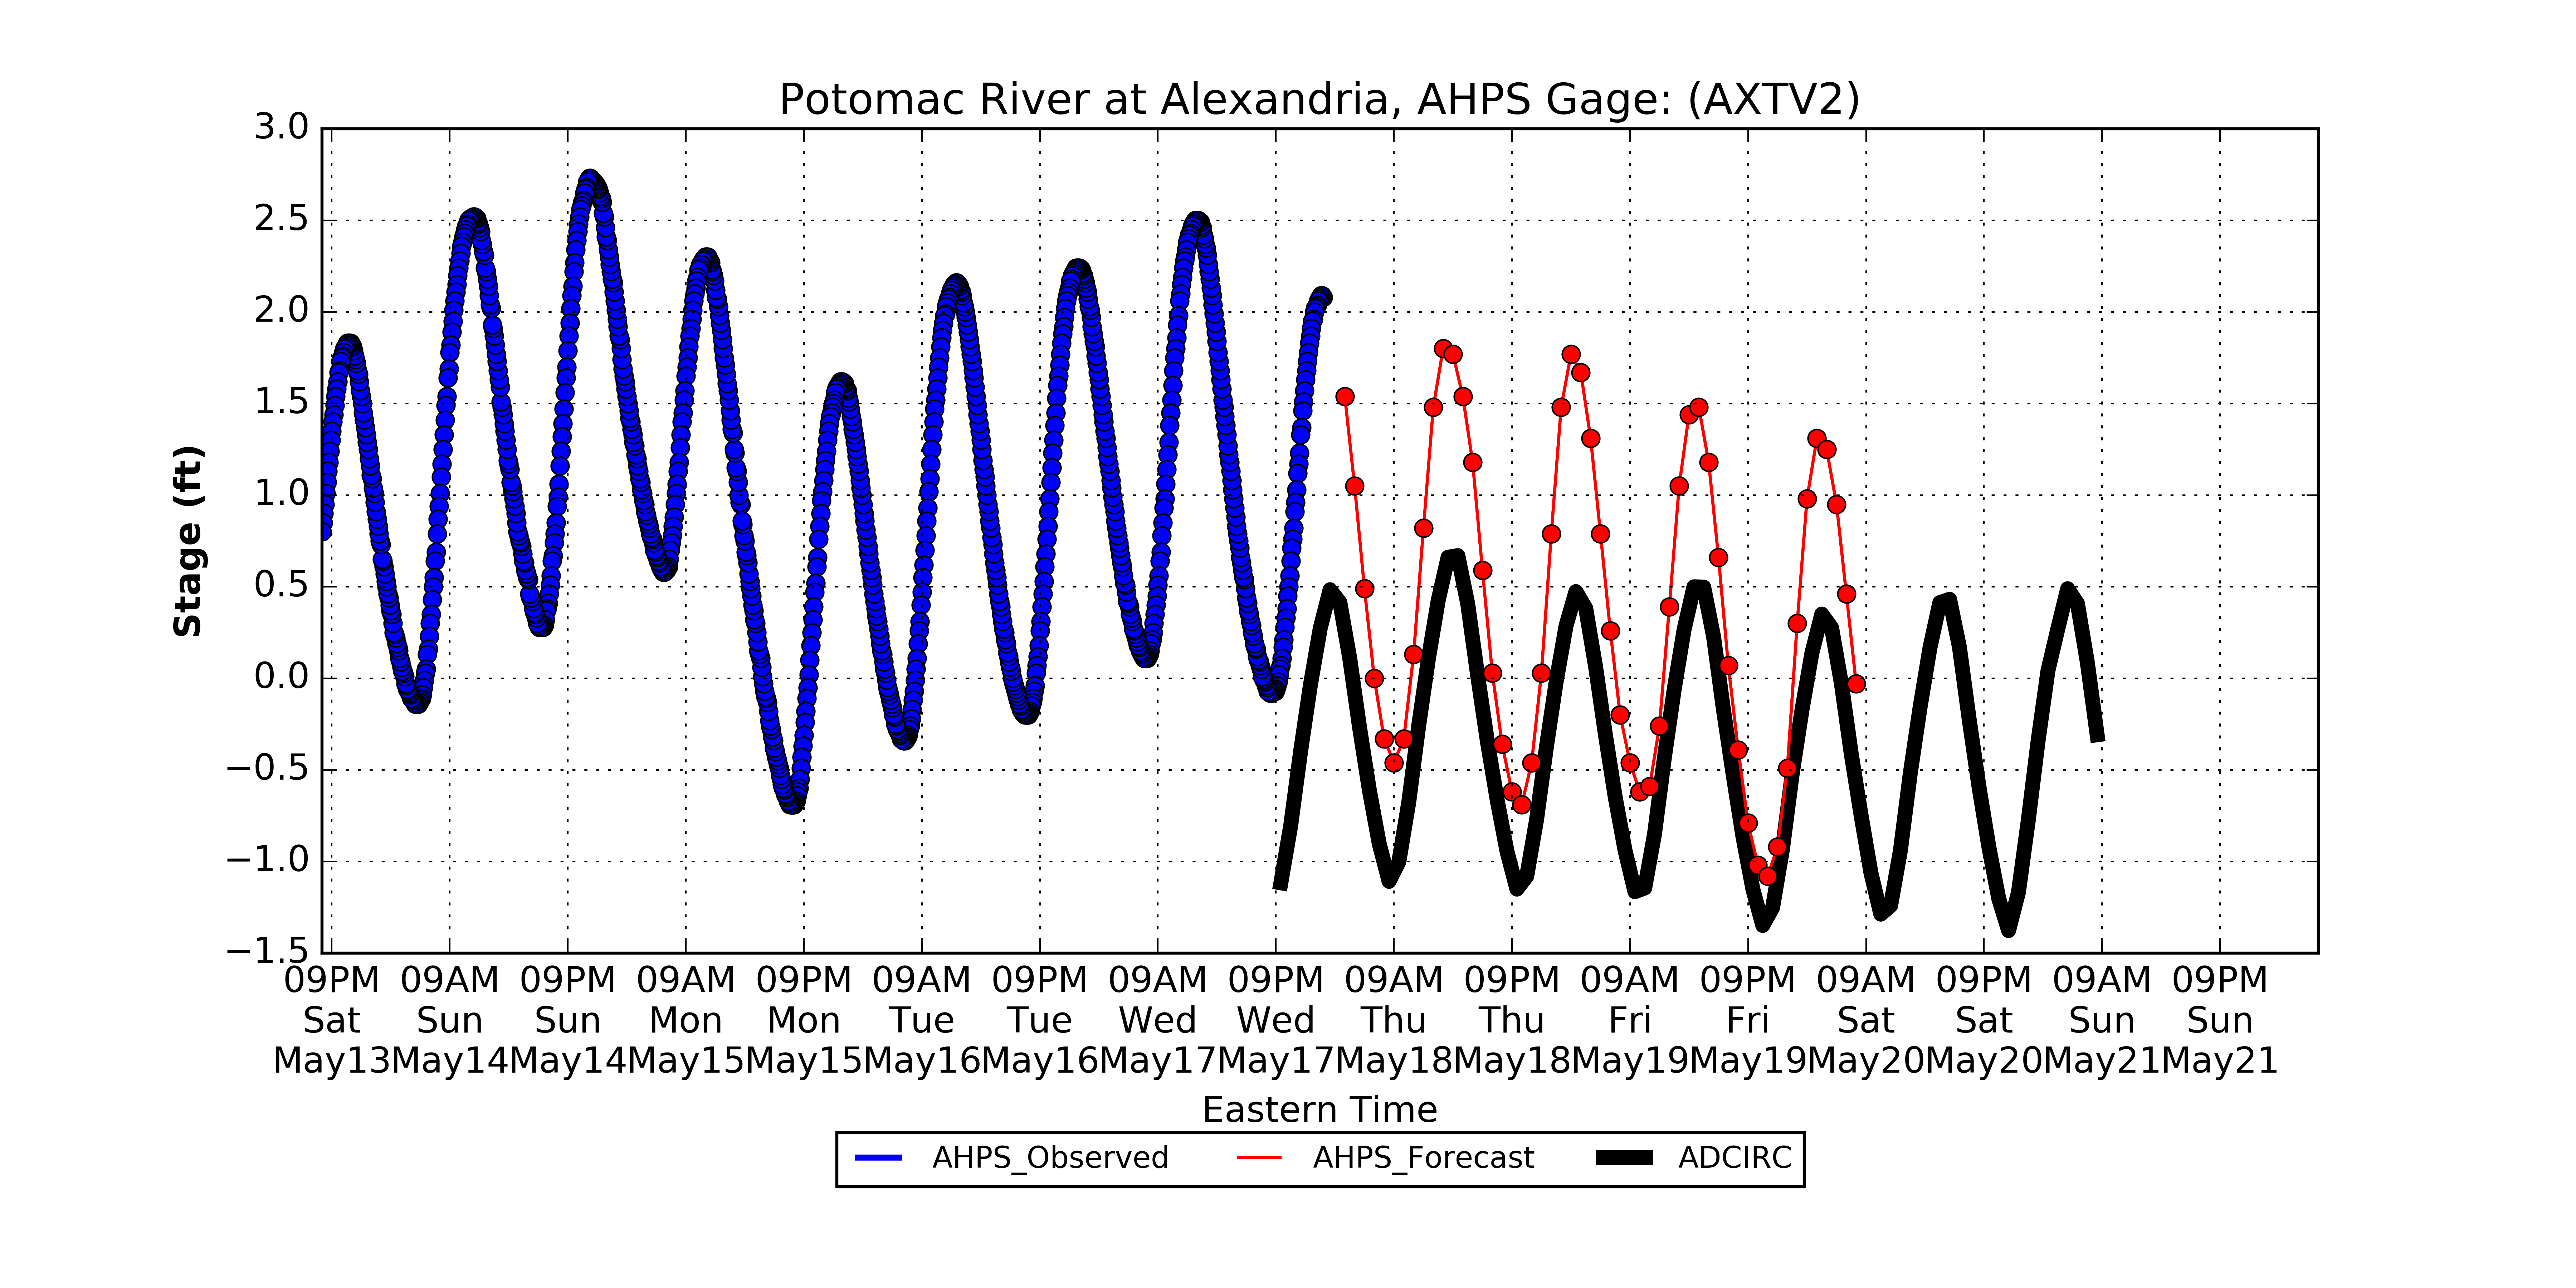 Potomac River at Alexandria, AHPS Gage: (AXTV2)
3.0
2.5
2.0
1.5
1.0
0.5
0.0
−0.5
−1.0
−1.5
Stage (ft)
09PM 09AM 09PM 09AM 09PM 09AM 09PM 09AM 09PM 09AM 09PM 09AM 09PM 09AM 09PM 09AM 09PM
Sat Sun Sun Mon Mon Tue Tue Wed Wed Thu Thu Fri Fri Sat Sat Sun Sun
May13 May14 May14 May15 May15 May16 May16 May17 May17 May18 May18 May19 May19 May20 May20 May21 May21
Eastern Time
AHPS_Observed AHPS_Forecast ADCIRC